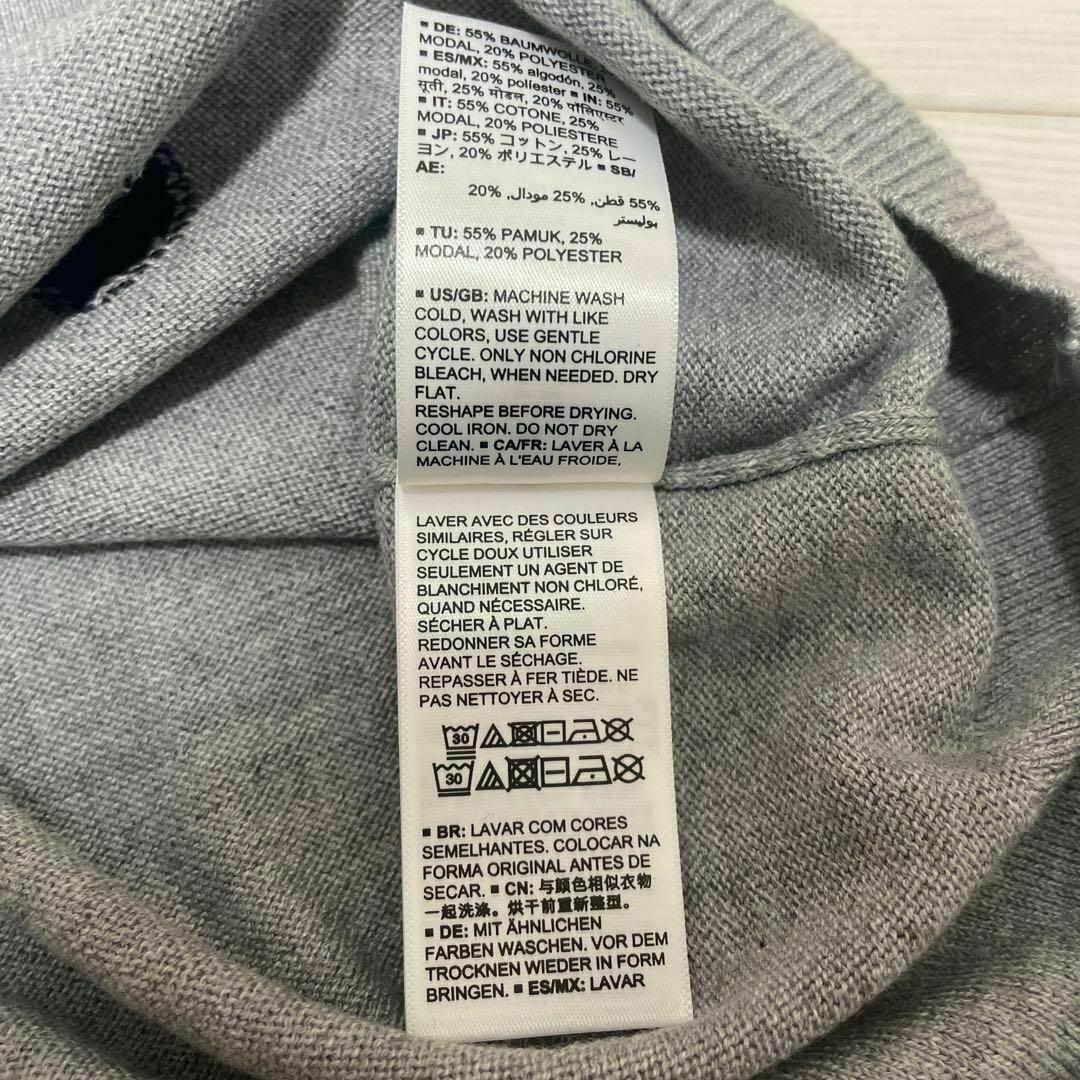 ■ DE: 55% BAUMWOLLE,
MODAL, 20% POLYESTER
■ ES/MX: 55% algodón, 25%
modal, 20% poliester ■ IN: 55%
सूती, 25% मोडल, 20% पॉलिएस्टर
■ IT: 55% COTONE, 25%
MODAL, 20% POLIESTERE
■ JP: 55% コットン, 25% レー
ヨン, 20% ポリエステル ■ SB/
AE:
55% قطن, 25% مودال, 20%
بوليستر
■ TU: 55% PAMUK, 25%
MODAL, 20% POLYESTER
■ US/GB: MACHINE WASH
COLD, WASH WITH LIKE
COLORS, USE GENTLE
CYCLE. ONLY NON CHLORINE
BLEACH, WHEN NEEDED. DRY
FLAT.
RESHAPE BEFORE DRYING.
COOL IRON. DO NOT DRY
CLEAN. ■ CA/FR: LAVER À LA
MACHINE À L'EAU FROIDE,
LAVER AVEC DES COULEURS
SIMILAIRES, RÉGLER SUR
CYCLE DOUX UTILISER
SEULEMENT UN AGENT DE
BLANCHIMENT NON CHLORÉ,
QUAND NÉCESSAIRE.
SÉCHER À PLAT.
REDONNER SA FORME
AVANT LE SÉCHAGE.
REPASSER À FER TIÈDE. NE
PAS NETTOYER À SEC.
30
30
■ BR: LAVAR COM CORES
SEMELHANTES. COLOCAR NA
FORMA ORIGINAL ANTES DE
SECAR. ■ CN: 与颜色相似衣物
一起洗涤。烘干前重新整型。
■ DE: MIT ÄHNLICHEN
FARBEN WASCHEN. VOR DEM
TROCKNEN WIEDER IN FORM
BRINGEN. ■ ES/MX: LAVAR